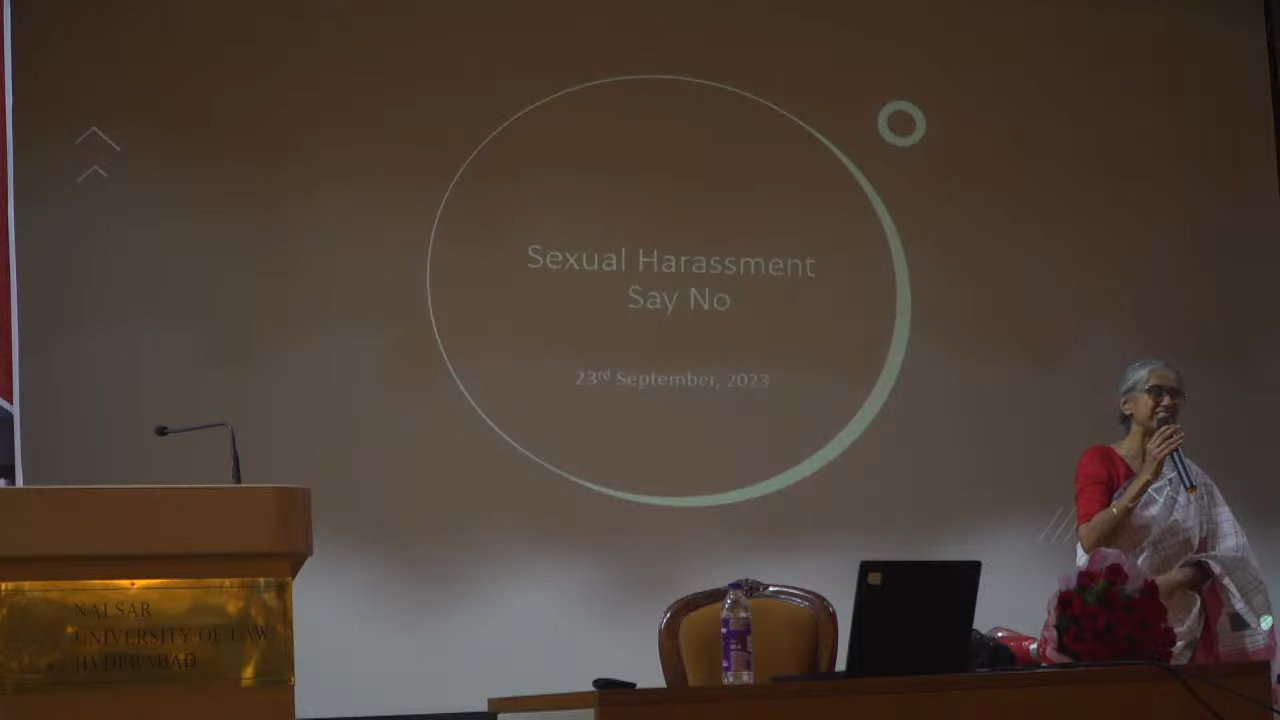 Sexual Harassment
Say No
23rd September, 2023
NALSAR
UNIVERSITY OF LAW
HYDERABAD